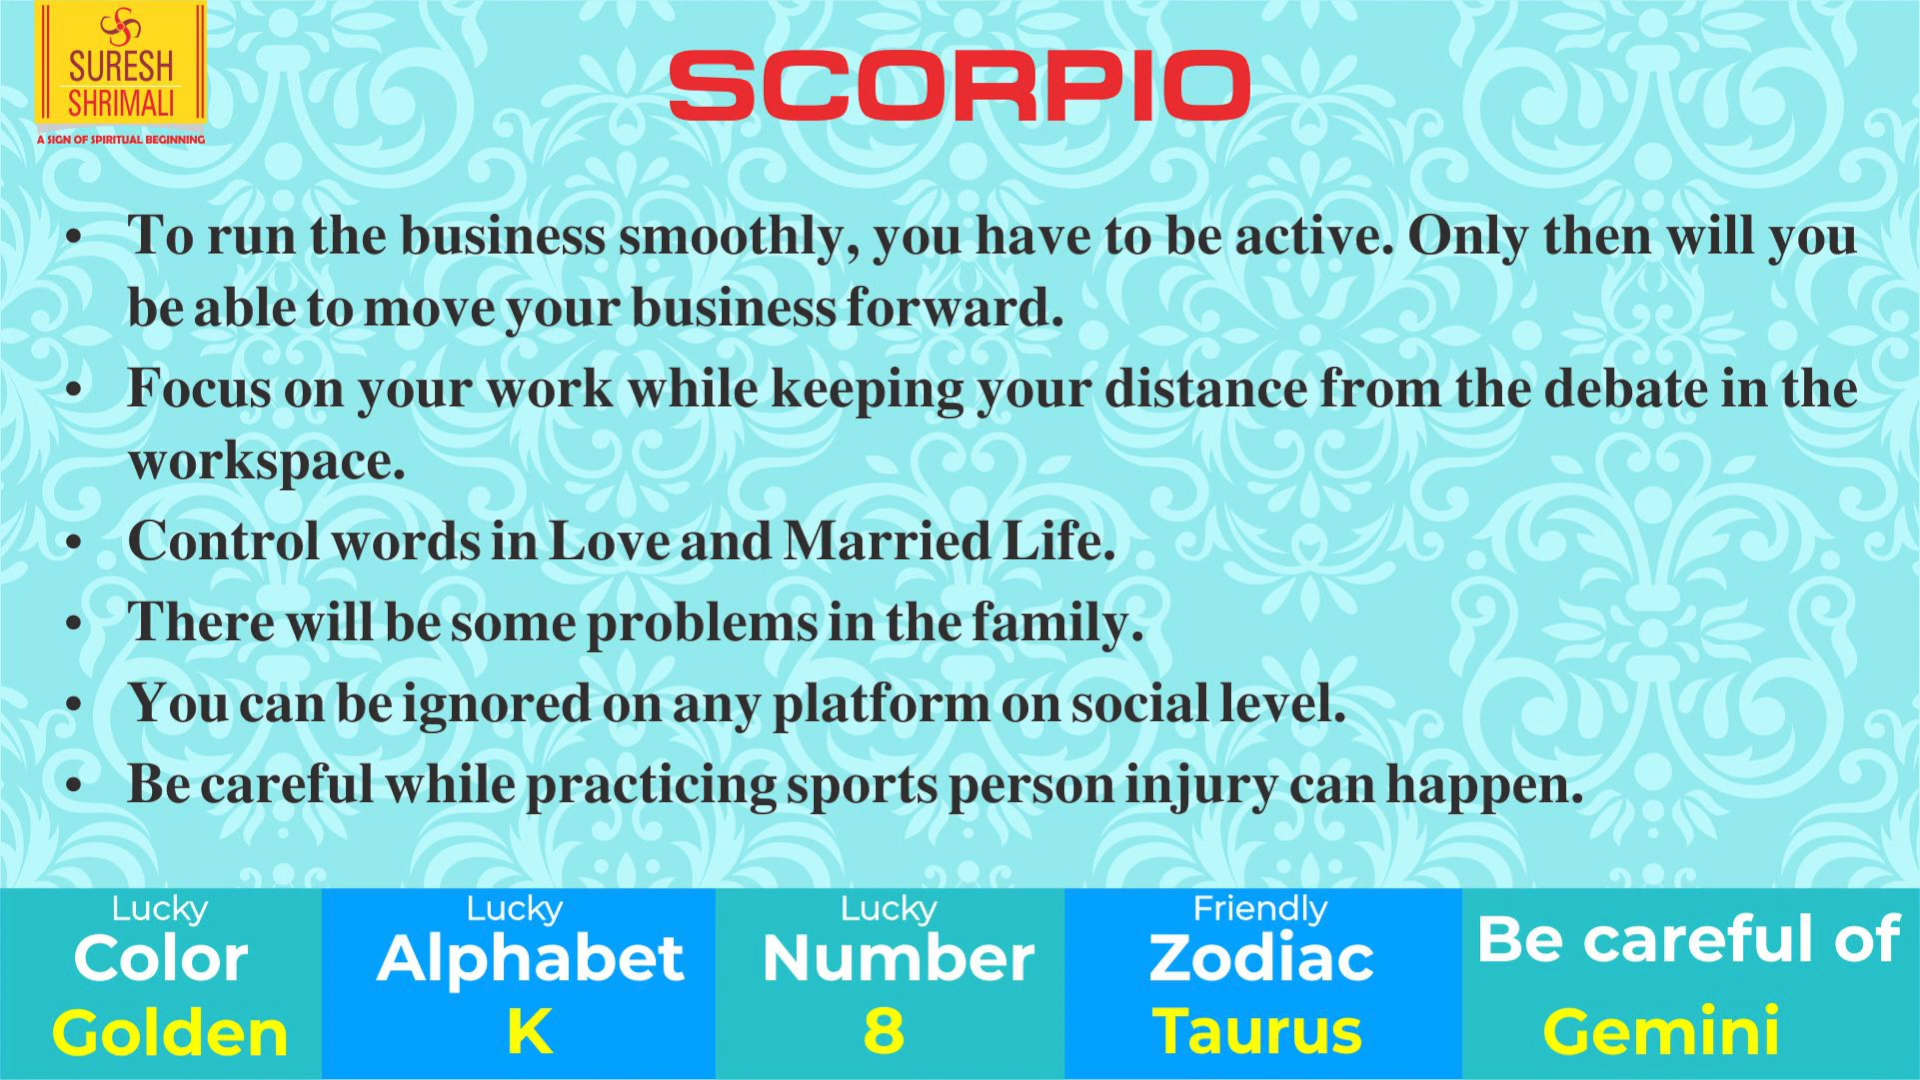 SURESH
SHRIMALI
A SIGN OF SPIRITUAL BEGINNING
SCORPIO
• To run the business smoothly, you have to be active. Only then will you
be able to move your business forward.
• Focus on your work while keeping your distance from the debate in the
workspace.
• Control words in Love and Married Life.
• There will be some problems in the family.
• You can be ignored on any platform on social level.
• Be careful while practicing sports person injury can happen.
Lucky
Color
Golden
Lucky
Alphabet
K
Lucky
Number
8
Friendly
Zodiac
Taurus
Be careful of
Gemini